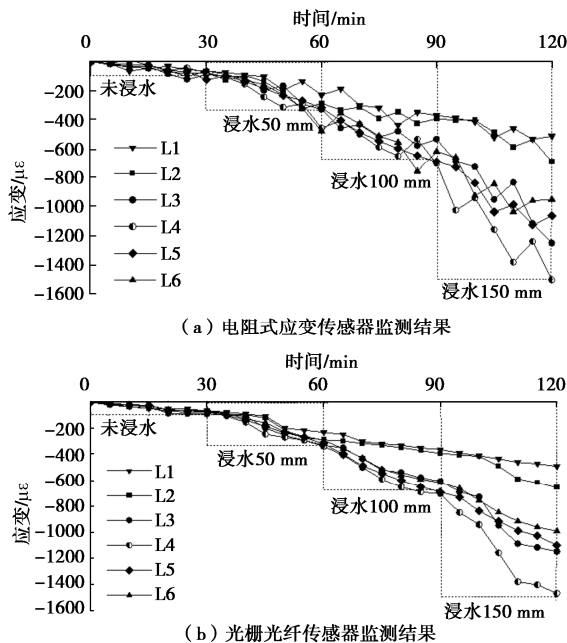 时间/min
0 30 60 90 120
-200
-400
-600
-800
-1000
-1200
-1400
-1600
应变/με
未浸水
浸水50 mm
浸水100 mm
浸水150 mm
L1
L2
L3
L4
L5
L6
(a)电阻式应变传感器监测结果
时间/min
0 30 60 90 120
-200
-400
-600
-800
-1000
-1200
-1400
-1600
应变/με
未浸水
浸水50 mm
浸水100 mm
浸水150 mm
L1
L2
L3
L4
L5
L6
(b)光栅光纤传感器监测结果